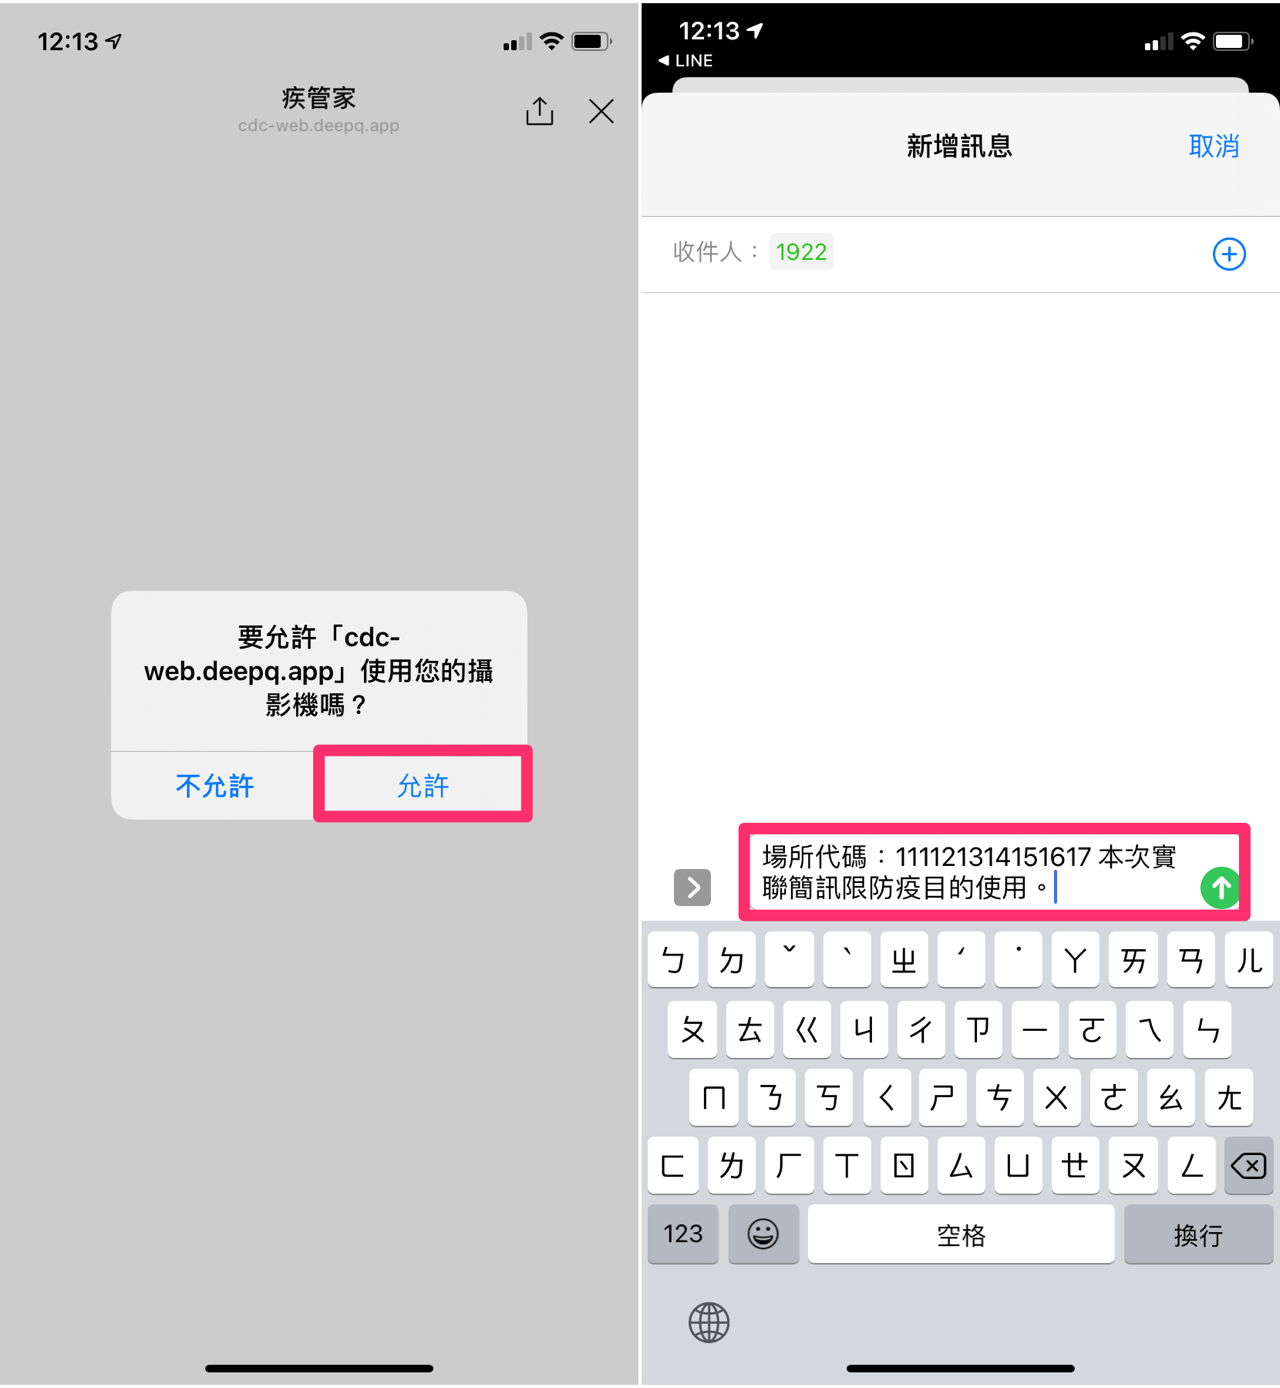 12:13
疾管家
cdc-web.deepq.app
要允許「cdc-
web.deepq.app」使用您的攝
影機嗎？
不允許
允許
12:13
◀ LINE
新增訊息
取消
收件人：1922
場所代碼：111121314151617 本次實
聯簡訊限防疫目的使用。
ㄅ ㄉ ˇ ˋ ㄓ ˊ ˙ ㄚ ㄞ ㄢ ㄦ
ㄆ ㄊ ㄍ ㄐ ㄔ ㄗ ㄧ ㄛ ㄟ ㄣ
ㄇ ㄋ ㄎ ㄑ ㄕ ㄘ ㄨ ㄜ ㄠ ㄤ
ㄈ ㄌ ㄏ ㄒ ㄖ ㄙ ㄩ ㄝ ㄡ ㄥ
123
空格
換行